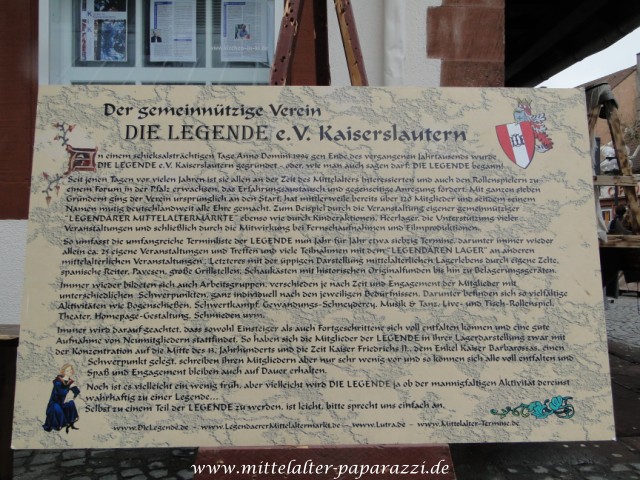 Der gemeinnützige Verein
DIE LEGENDE e.V. Kaiserslautern
An einem schicksalsträchtigen Tage Anno Domini 1994 gen Ende des vergangenen Jahrtausends wurde
DIE LEGENDE e.V. Kaiserslautern gegründet - oder, wie man auch sagen darf: DIE LEGENDE begann!
Seit jenen Tagen vor vielen Jahren ist sie allen an der Zeit des Mittelalters Interessierten und auch den Rollenspielern zu
einem Forum in der Pfalz erwachsen, das Erfahrungsaustausch und gegenseitige Anregung fördert. Mit ganzen sieben
Gründern ging der Verein ursprünglich an den Start, hat mittlerweile bereits über 120 Mitglieder und seitdem seinem
Namen mutig deutschlandweit alle Ehre gemacht. Zum Beispiel durch die Veranstaltung eigener gemeinnütziger
"LEGENDÄRER MITTELALTERMÄRKTE" ebenso wie durch Kinderaktionen, Heerlager, die Unterstützung vieler
Veranstaltungen und schließlich durch die Mitwirkung bei Fernsehaufnahmen und Filmproduktionen.
So umfasst die umfangreiche Terminliste der LEGENDE nun Jahr für Jahr etwa siebzig Termine, darunter immer wieder
allein ca. 25 eigene Veranstaltungen und Treffen und viele Teilnahmen mit dem "LEGENDÄREN LAGER" an anderen
mittelalterlichen Veranstaltungen. Letzteres mit der üppigen Darstellung mittelalterlichen Lagerlebens durch eigene Zelte,
spanische Reiter, Pavesen, große Grillstellen, Schaukästen mit historischen Originalfunden bis hin zu Belagerungsgeräten.
Immer wieder bildeten sich auch Arbeitsgruppen, verschieden je nach Zeit und Engagement der Mitglieder mit
unterschiedlichen Schwerpunkten, ganz individuell nach den jeweiligen Bedürfnissen. Darunter befinden sich so vielfältige
Aktivitäten wie Bogenschießen, Schwertkampf, Gewandungs-Schneyderey, Musik & Tanz, Live- und Tisch-Rollenspiel,
Theater, Homepage-Gestaltung, Schmieden uvm.
Immer wird darauf geachtet, dass sowohl Einsteiger als auch Fortgeschrittene sich voll entfalten können und eine gute
Aufnahme von Neumitgliedern stattfindet. So haben sich die Mitglieder der LEGENDE in ihrer Lagerdarstellung zwar mit
der Konzentration auf die Mitte des 13. Jahrhunderts und die Zeit Kaiser Friedrichs II., dem Enkel Kaiser Barbarossas, einen
Schwerpunkt gelegt, schreiben ihren Mitgliedern aber nur sehr wenig vor und so können sich alle voll entfalten und
Spaß und Engagement bleiben auch auf Dauer erhalten.
Noch ist es vielleicht ein wenig früh, aber vielleicht wird DIE LEGENDE ja ob der mannigfaltigen Aktivität dereinst
wahrhaftig zu einer Legende...
Selbst zu einem Teil der LEGENDE zu werden, ist leicht, bitte sprecht uns einfach an.
www.DieLegende.de - www.LegendaererMittelaltermarkt.de - www.Lutra.de - www.Mittelalter-Termine.de
www.mittelalter-paparazzi.de